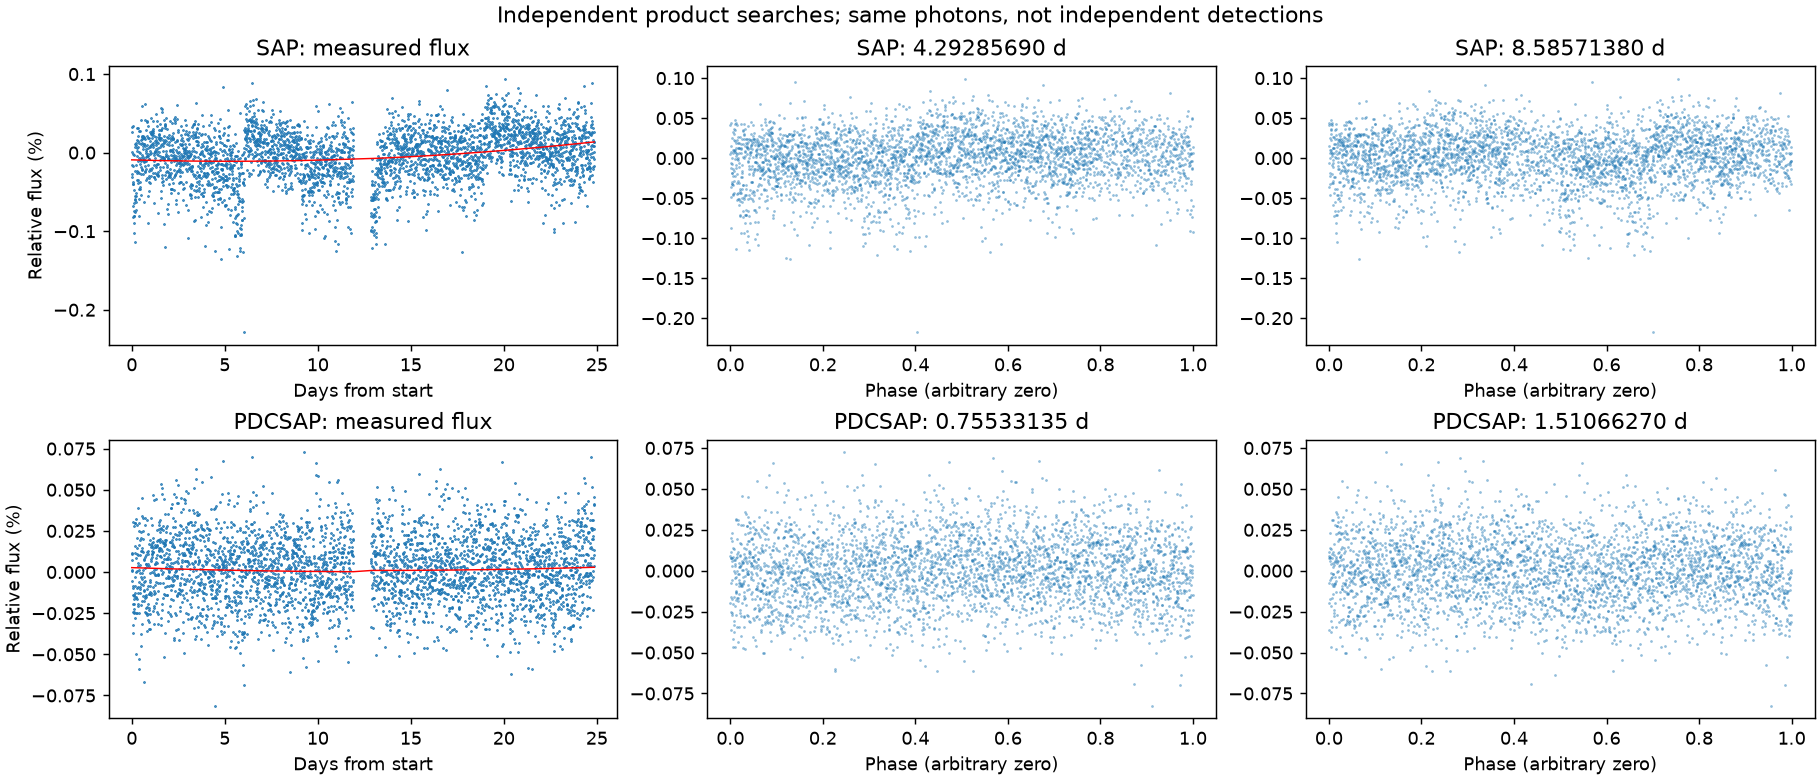 Independent product searches; same photons, not independent detections
SAP: measured flux
SAP: 4.29285690 d
SAP: 8.58571380 d
Relative flux (%)
0.1
0.0
−0.1
−0.2
0 5 10 15 20 25
Days from start
0.10
0.05
0.00
−0.05
−0.10
−0.15
−0.20
0.0 0.2 0.4 0.6 0.8 1.0
Phase (arbitrary zero)
0.10
0.05
0.00
−0.05
−0.10
−0.15
−0.20
0.0 0.2 0.4 0.6 0.8 1.0
Phase (arbitrary zero)
PDCSAP: measured flux
PDCSAP: 0.75533135 d
PDCSAP: 1.51066270 d
Relative flux (%)
0.075
0.050
0.025
0.000
−0.025
−0.050
−0.075
0 5 10 15 20 25
Days from start
0.075
0.050
0.025
0.000
−0.025
−0.050
−0.075
0.0 0.2 0.4 0.6 0.8 1.0
Phase (arbitrary zero)
0.075
0.050
0.025
0.000
−0.025
−0.050
−0.075
0.0 0.2 0.4 0.6 0.8 1.0
Phase (arbitrary zero)